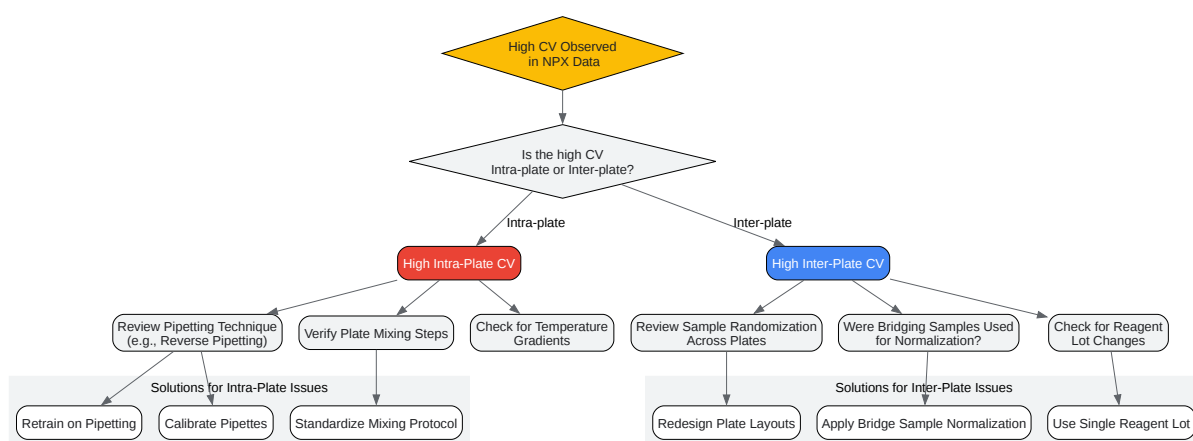 High CV Observed
in NPX Data
Is the high CV
Intra-plate or Inter-plate?
Intra-plate
Inter-plate
High Intra-Plate CV
High Inter-Plate CV
Review Pipetting Technique
(e.g., Reverse Pipetting)
Verify Plate Mixing Steps
Check for Temperature
Gradients
Review Sample Randomization
Across Plates
Were Bridging Samples Used
for Normalization?
Check for Reagent
Lot Changes
Solutions for Intra-Plate Issues
Solutions for Inter-Plate Issues
Retrain on Pipetting
Calibrate Pipettes
Standardize Mixing Protocol
Redesign Plate Layouts
Apply Bridge Sample Normalization
Use Single Reagent Lot